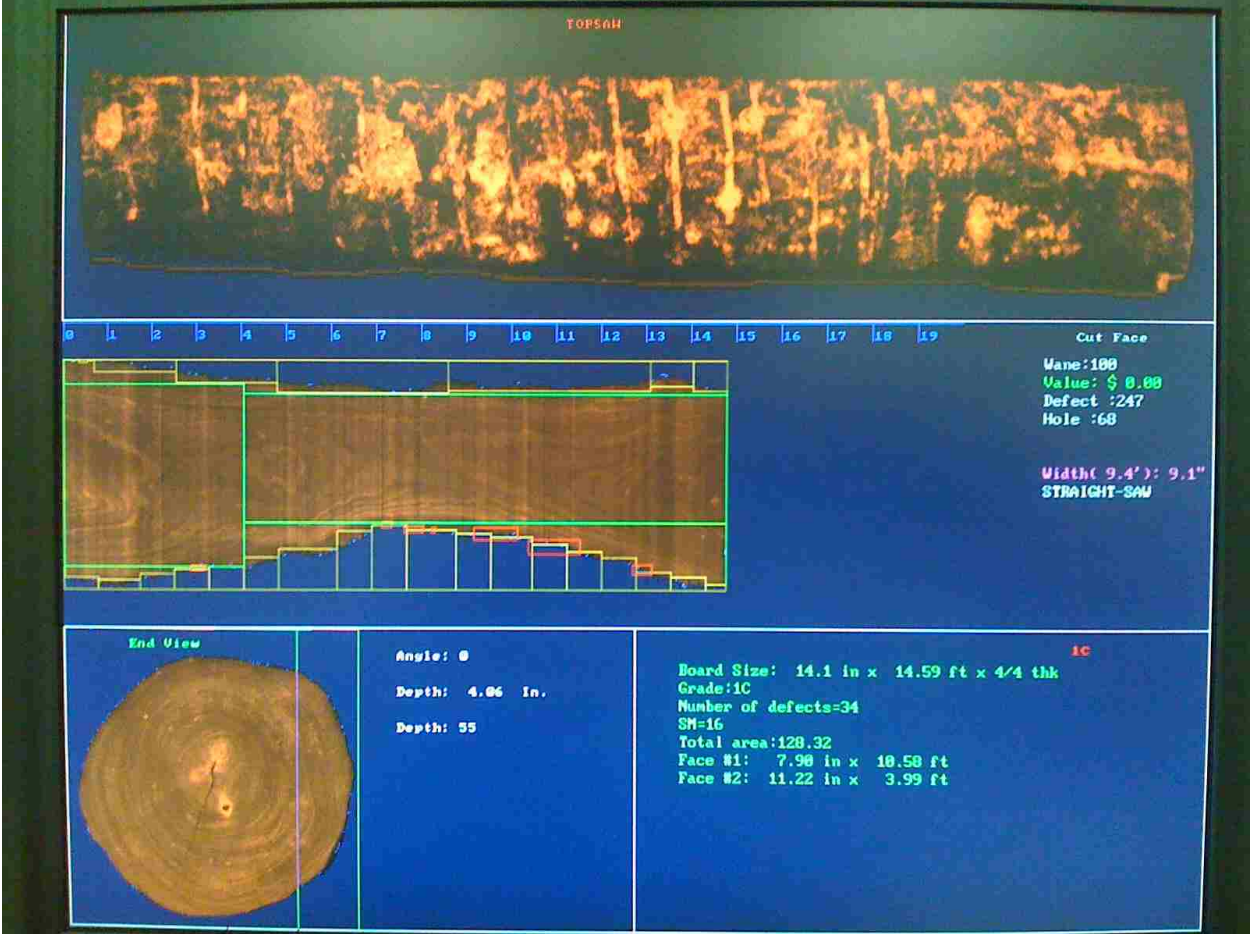 TOPSAW
0 1 2 3 4 5 6 7 8 9 10 11 12 13 14 15 16 17 18 19
Cut Face
Wane:100
Value: $ 0.00
Defect :247
Hole :68
Width( 9.4'): 9.1"
STRAIGHT-SAW
End View
Angle: 0
Depth: 4.06 In.
Depth: 55
1C
Board Size: 14.1 in x 14.59 ft x 4/4 thk
Grade:1C
Number of defects=34
SM=16
Total area:128.32
Face #1: 7.90 in x 10.58 ft
Face #2: 11.22 in x 3.99 ft